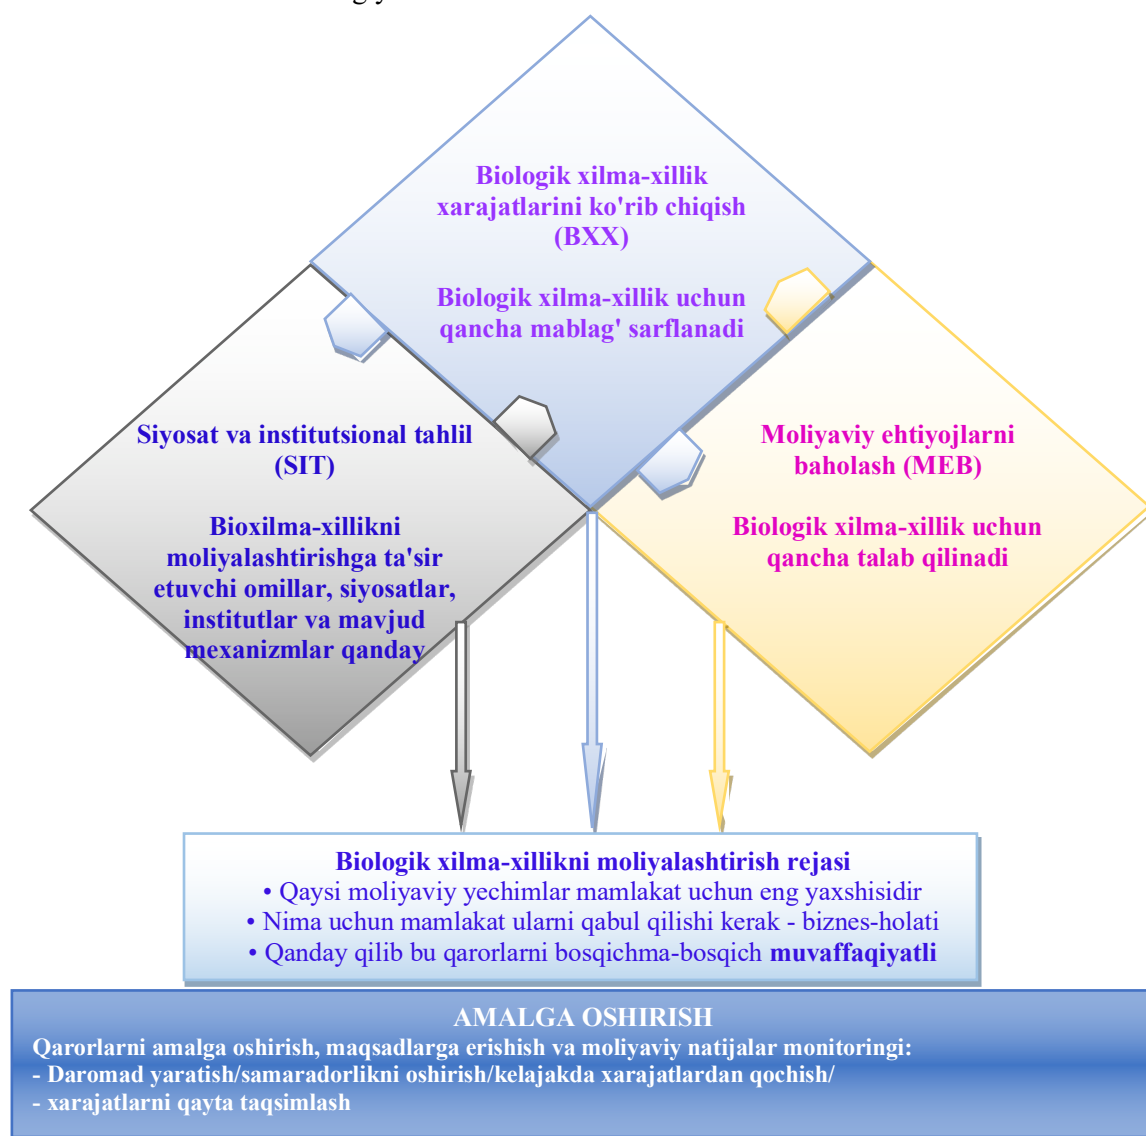 Biologik xilma-xillik
xarajatlarini ko'rib chiqish
(BXX)
Biologik xilma-xillik uchun
qancha mablag' sarflanadi
Siyosat va institutsional tahlil
(SIT)
Bioxilma-xillikni
moliyalashtirishga ta'sir
etuvchi omillar, siyosatlar,
institutlar va mavjud
mexanizmlar qanday
Moliyaviy ehtiyojlarni
baholash (MEB)
Biologik xilma-xillik uchun
qancha talab qilinadi
Biologik xilma-xillikni moliyalashtirish rejasi
• Qaysi moliyaviy yechimlar mamlakat uchun eng yaxshisidir
• Nima uchun mamlakat ularni qabul qilishi kerak - biznes-holati
• Qanday qilib bu qarorlarni bosqichma-bosqich muvaffaqiyatli
AMALGA OSHIRISH
Qarorlarni amalga oshirish, maqsadlarga erishish va moliyaviy natijalar monitoringi:
- Daromad yaratish/samaradorlikni oshirish/kelajakda xarajatlardan qochish/
- xarajatlarni qayta taqsimlash